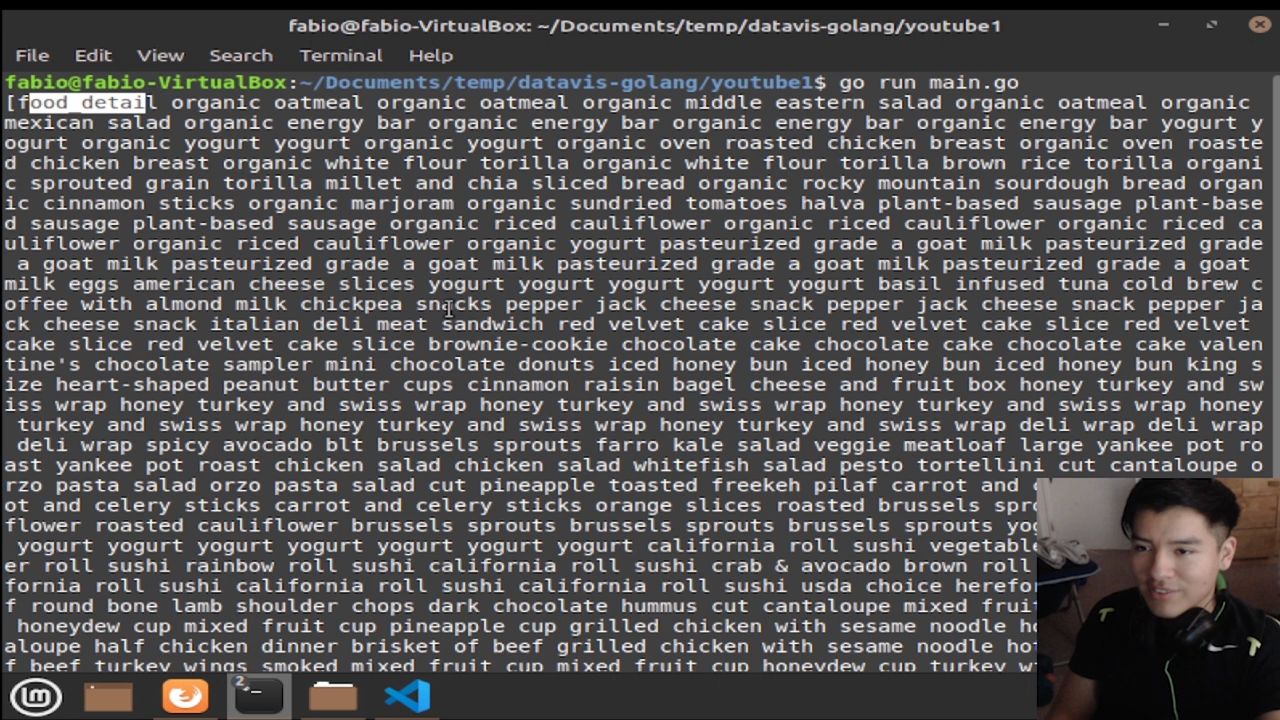 fabio@fabio-VirtualBox: ~/Documents/temp/datavis-golang/youtube1
File Edit View Search Terminal Help
fabio@fabio-VirtualBox:~/Documents/temp/datavis-golang/youtube1$ go run main.go
[food detail organic oatmeal organic oatmeal organic middle eastern salad organic oatmeal organic
mexican salad organic energy bar organic energy bar organic energy bar organic energy bar yogurt y
ogurt organic yogurt yogurt organic yogurt organic oven roasted chicken breast organic oven roaste
d chicken breast organic white flour torilla organic white flour torilla brown rice torilla organi
c sprouted grain torilla millet and chia sliced bread organic rocky mountain sourdough bread organ
ic cinnamon sticks organic marjoram organic sundried tomatoes halva plant-based sausage plant-base
d sausage plant-based sausage organic riced cauliflower organic riced cauliflower organic riced ca
uliflower organic riced cauliflower organic yogurt pasteurized grade a goat milk pasteurized grade
a goat milk pasteurized grade a goat milk pasteurized grade a goat milk pasteurized grade a goat
milk eggs american cheese slices yogurt yogurt yogurt yogurt yogurt basil infused tuna cold brew c
offee with almond milk chickpea snacks pepper jack cheese snack pepper jack cheese snack pepper ja
ck cheese snack italian deli meat sandwich red velvet cake slice red velvet cake slice red velvet
cake slice red velvet cake slice brownie-cookie chocolate cake chocolate cake chocolate cake valen
tine's chocolate sampler mini chocolate donuts iced honey bun iced honey bun iced honey bun king s
ize heart-shaped peanut butter cups cinnamon raisin bagel cheese and fruit box honey turkey and sw
iss wrap honey turkey and swiss wrap honey turkey and swiss wrap honey turkey and swiss wrap honey
turkey and swiss wrap honey turkey and swiss wrap honey turkey and swiss wrap deli wrap deli wrap
deli wrap spicy avocado blt brussels sprouts farro kale salad veggie meatloaf large yankee pot ro
ast yankee pot roast chicken salad chicken salad whitefish salad pesto tortellini cut cantaloupe o
rzo pasta salad orzo pasta salad cut pineapple toasted freekeh pilaf carrot and
ot and celery sticks carrot and celery sticks orange slices roasted brussels spro
flower roasted cauliflower brussels sprouts brussels sprouts brussels sprouts yog
yogurt yogurt yogurt yogurt yogurt yogurt yogurt california roll sushi vegetable
er roll sushi rainbow roll sushi california roll sushi crab & avocado brown roll
fornia roll sushi california roll sushi california roll sushi usda choice herefor
f round bone lamb shoulder chops dark chocolate hummus cut cantaloupe mixed fruit
honeydew cup mixed fruit cup pineapple cup grilled chicken with sesame noodle ho
aloupe half chicken dinner brisket of beef grilled chicken with sesame noodle ho
f beef turkey wings smoked mixed fruit cup mixed fruit cup honeydew cup turkey
2